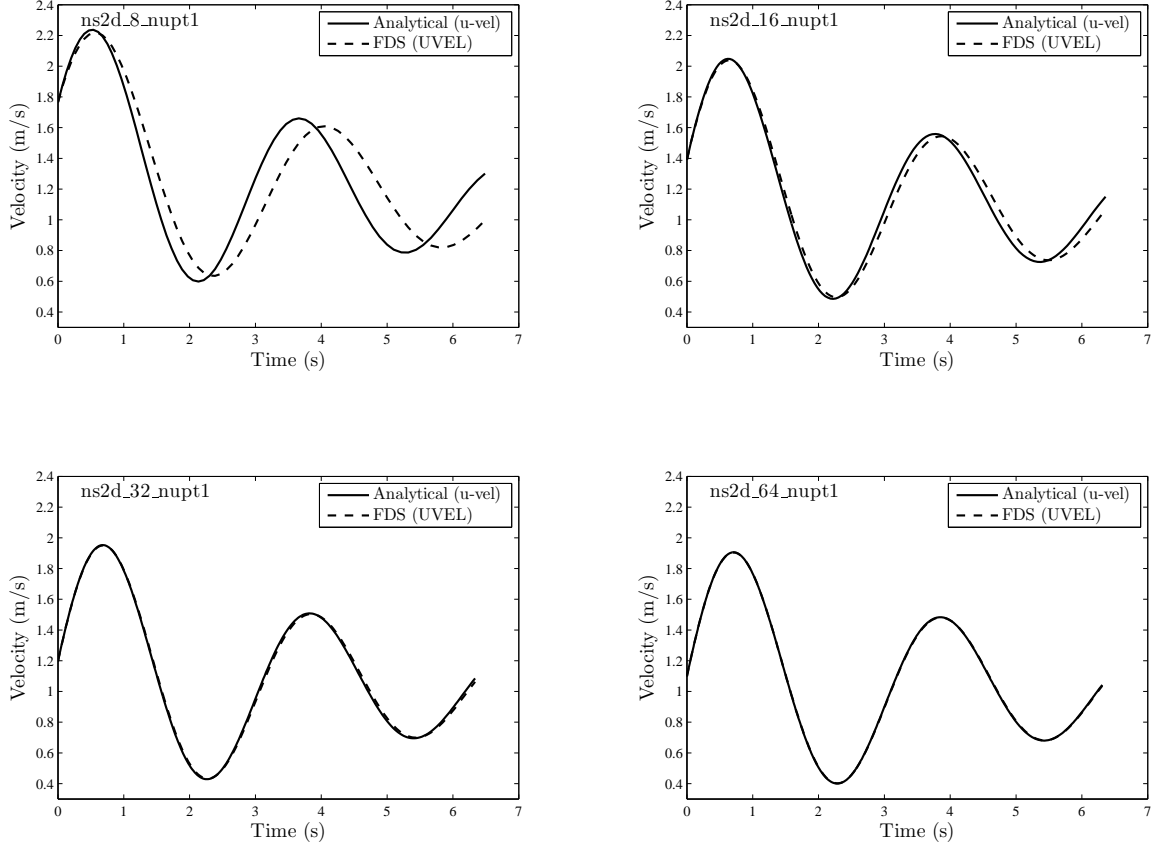 ns2d_8_nupt1
Analytical (u-vel)
FDS (UVEL)
Velocity (m/s)
2.4
2.2
2
1.8
1.6
1.4
1.2
1
0.8
0.6
0.4
0 1 2 3 4 5 6 7
Time (s)
ns2d_16_nupt1
Analytical (u-vel)
FDS (UVEL)
Velocity (m/s)
2.4
2.2
2
1.8
1.6
1.4
1.2
1
0.8
0.6
0.4
0 1 2 3 4 5 6 7
Time (s)
ns2d_32_nupt1
Analytical (u-vel)
FDS (UVEL)
Velocity (m/s)
2.4
2.2
2
1.8
1.6
1.4
1.2
1
0.8
0.6
0.4
0 1 2 3 4 5 6 7
Time (s)
ns2d_64_nupt1
Analytical (u-vel)
FDS (UVEL)
Velocity (m/s)
2.4
2.2
2
1.8
1.6
1.4
1.2
1
0.8
0.6
0.4
0 1 2 3 4 5 6 7
Time (s)